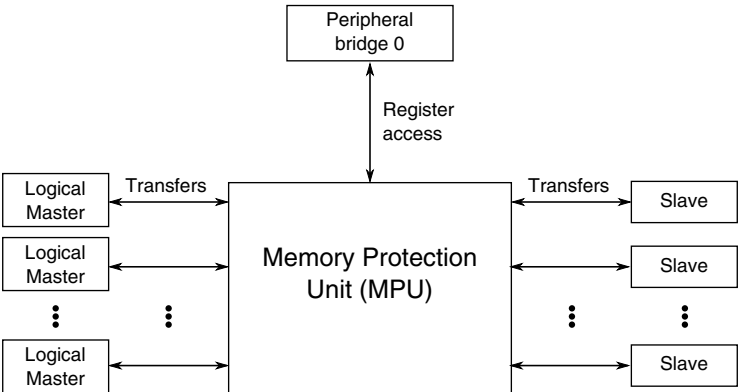 Peripheral
bridge 0
Register
access
Logical
Master
Transfers
Transfers
Slave
Logical
Master
Memory Protection
Unit (MPU)
Slave
Logical
Master
Slave